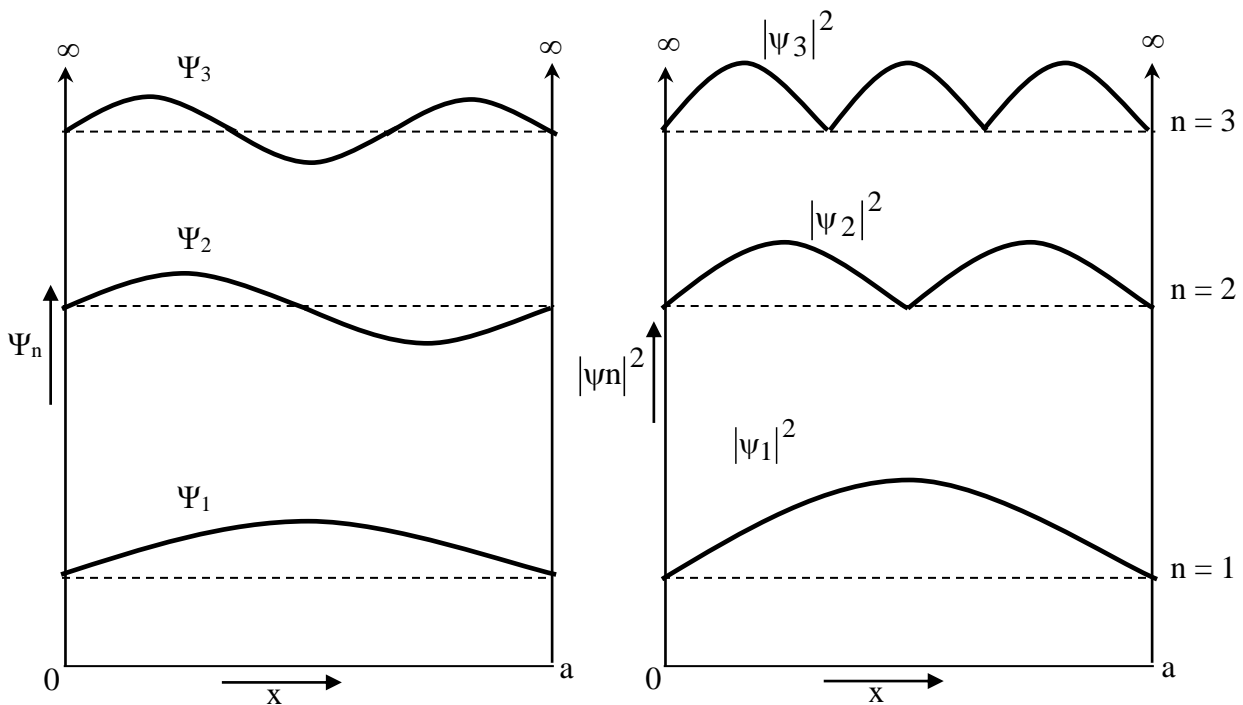 ∞ ∞
Ψ₃
Ψ₂
Ψₙ
Ψ₁
0 a
x
∞ ∞
|ψ₃|²
n = 3
|ψ₂|²
n = 2
|ψn|²
|ψ₁|²
n = 1
0 a
x